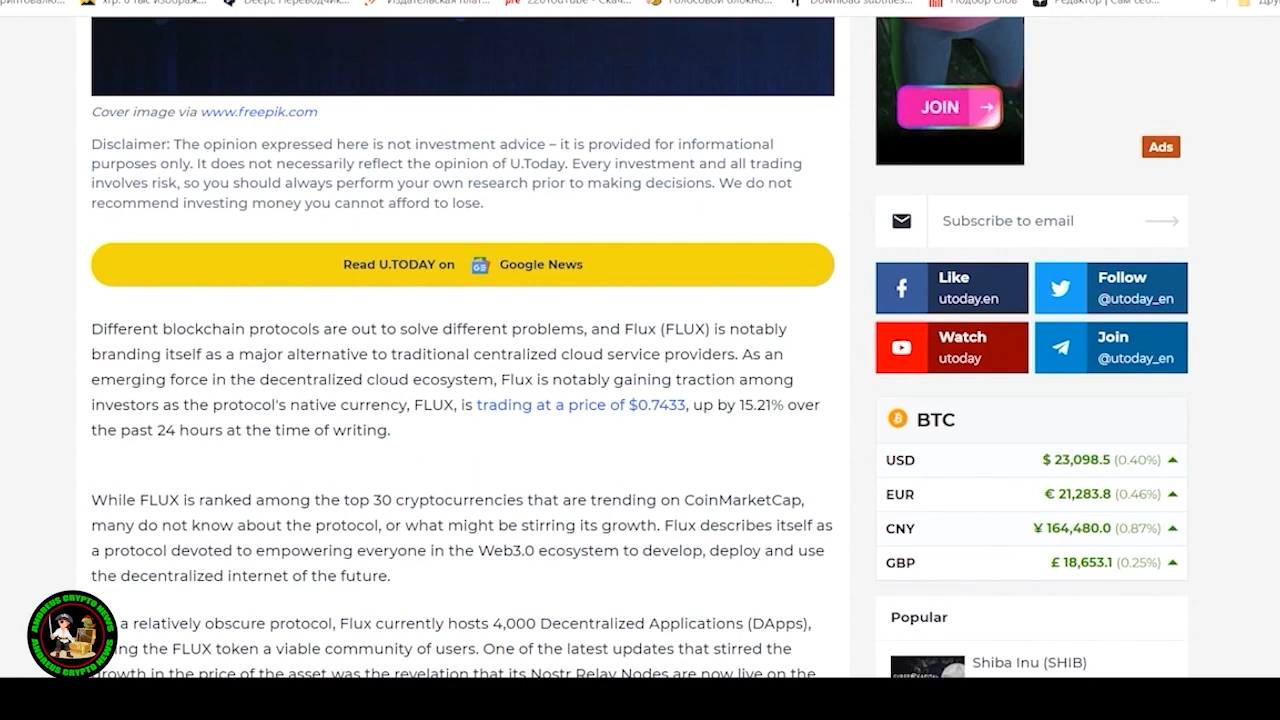 Издательская плат...
Голосовой блокно...
Download subtitles...
Подбор слов
Редактор | Сам себ...
JOIN
Ads
Cover image via www.freepik.com
Disclaimer: The opinion expressed here is not investment advice – it is provided for informational
purposes only. It does not necessarily reflect the opinion of U.Today. Every investment and all trading
involves risk, so you should always perform your own research prior to making decisions. We do not
recommend investing money you cannot afford to lose.
Read U.TODAY on Google News
Different blockchain protocols are out to solve different problems, and Flux (FLUX) is notably
branding itself as a major alternative to traditional centralized cloud service providers. As an
emerging force in the decentralized cloud ecosystem, Flux is notably gaining traction among
investors as the protocol's native currency, FLUX, is trading at a price of $0.7433, up by 15.21% over
the past 24 hours at the time of writing.
While FLUX is ranked among the top 30 cryptocurrencies that are trending on CoinMarketCap,
many do not know about the protocol, or what might be stirring its growth. Flux describes itself as
a protocol devoted to empowering everyone in the Web3.0 ecosystem to develop, deploy and use
the decentralized internet of the future.
a relatively obscure protocol, Flux currently hosts 4,000 Decentralized Applications (DApps),
the FLUX token a viable community of users. One of the latest updates that stirred the
growth in the price of the asset was the revelation that its Nostr Relay Nodes are now live on the
Subscribe to email
Like
utoday.en
Follow
@utoday_en
Watch
utoday
Join
@utoday_en
BTC
USD $ 23,098.5 (0.40%)
EUR € 21,283.8 (0.46%)
CNY ¥ 164,480.0 (0.87%)
GBP £ 18,653.1 (0.25%)
Popular
Shiba Inu (SHIB)
ANDREUS CRYPTO NEWS
ANDREUS CRYPTO NEWS